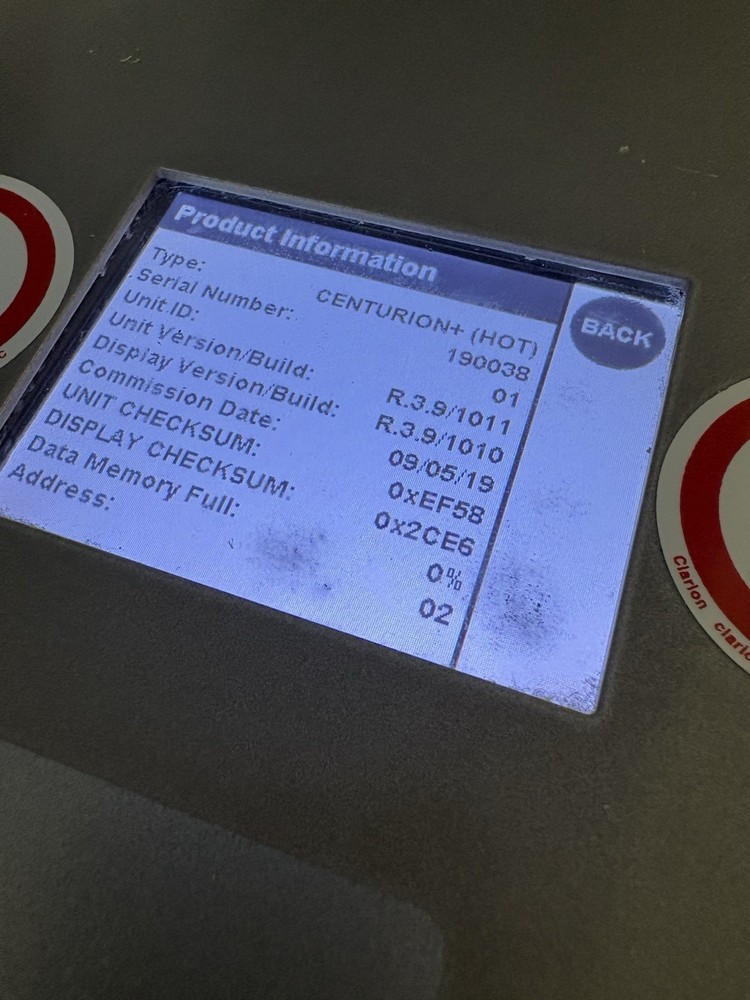 Product Information
BACK
Type: CENTURION+ (HOT)
Serial Number: 190038
Unit ID: 01
Unit Version/Build: R.3.9/1011
Display Version/Build: R.3.9/1010
Commission Date: 09/05/19
UNIT CHECKSUM: 0xEF58
DISPLAY CHECKSUM: 0x2CE6
Data Memory Full: 0%
Address: 02
Clarion clario